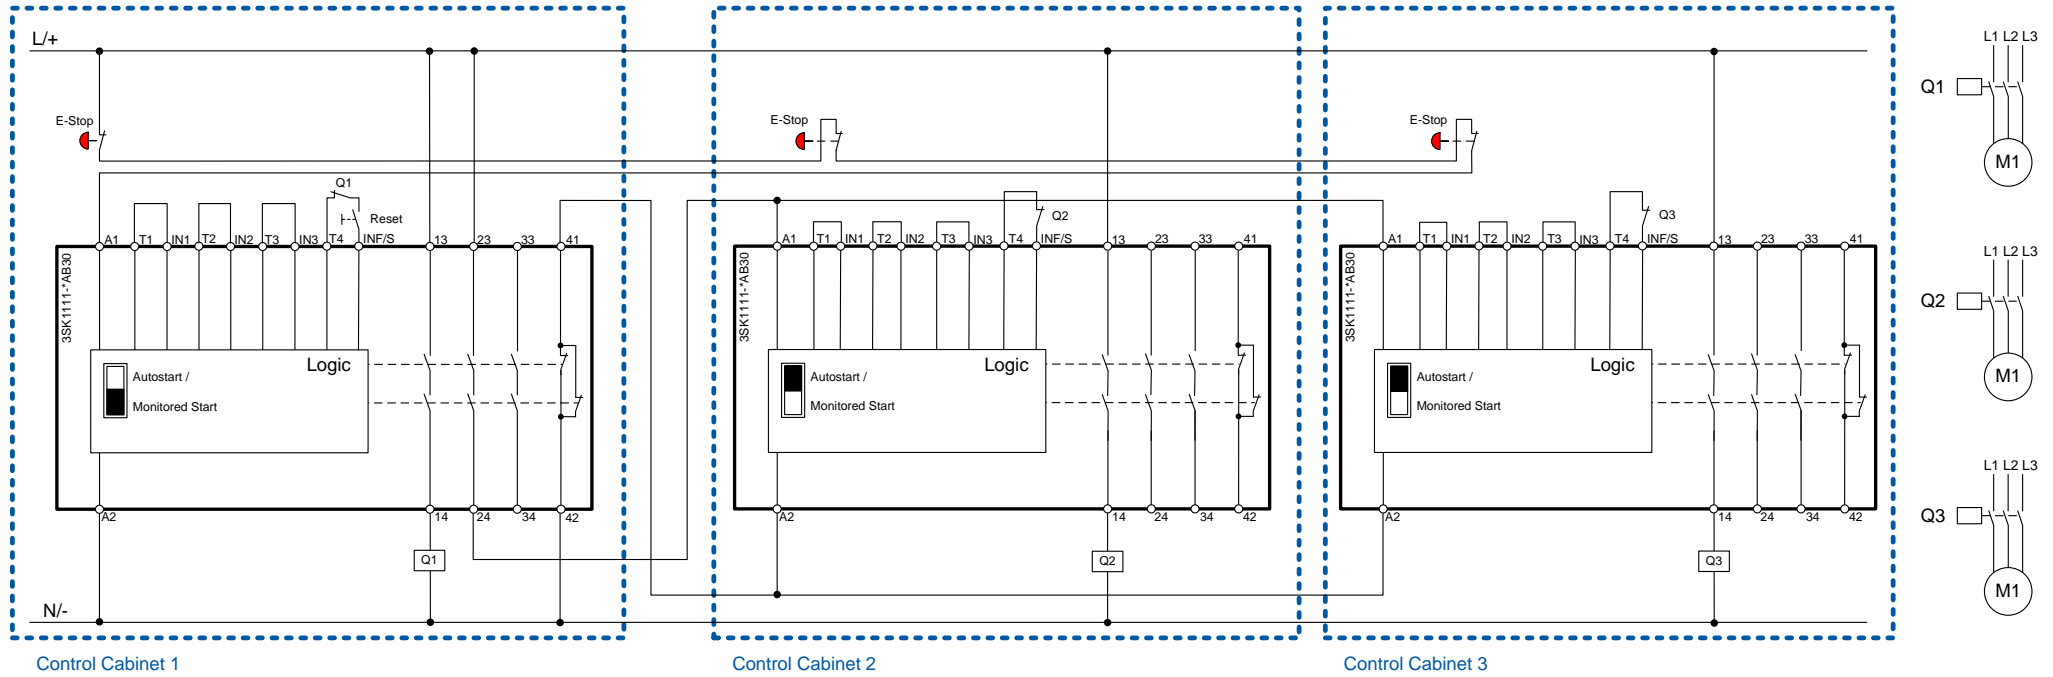 L/+
E-Stop
E-Stop
E-Stop
Q1
Reset
Q2
Q3
A1 T1 IN1 T2 IN2 T3 IN3 T4 INF/S 13 23 33 41
A1 T1 IN1 T2 IN2 T3 IN3 T4 INF/S 13 23 33 41
A1 T1 IN1 T2 IN2 T3 IN3 T4 INF/S 13 23 33 41
3SK1111-*AB30
Logic
Autostart /
Monitored Start
3SK1111-*AB30
Logic
Autostart /
Monitored Start
3SK1111-*AB30
Logic
Autostart /
Monitored Start
A2 14 24 34 42
A2 14 24 34 42
A2 14 24 34 42
Q1
Q2
Q3
N/-
Control Cabinet 1
Control Cabinet 2
Control Cabinet 3
L1 L2 L3
Q1
M1
L1 L2 L3
Q2
M1
L1 L2 L3
Q3
M1